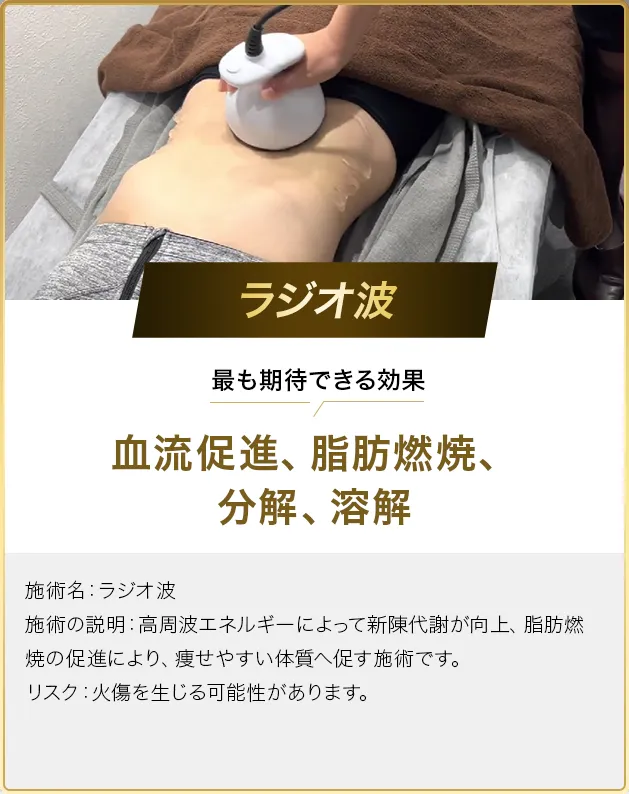 ラジオ波
最も期待できる効果
血流促進、脂肪燃焼、
分解、溶解
施術名：ラジオ波
施術の説明：高周波エネルギーによって新陳代謝が向上、脂肪燃
焼の促進により、痩せやすい体質へ促す施術です。
リスク：火傷を生じる可能性があります。